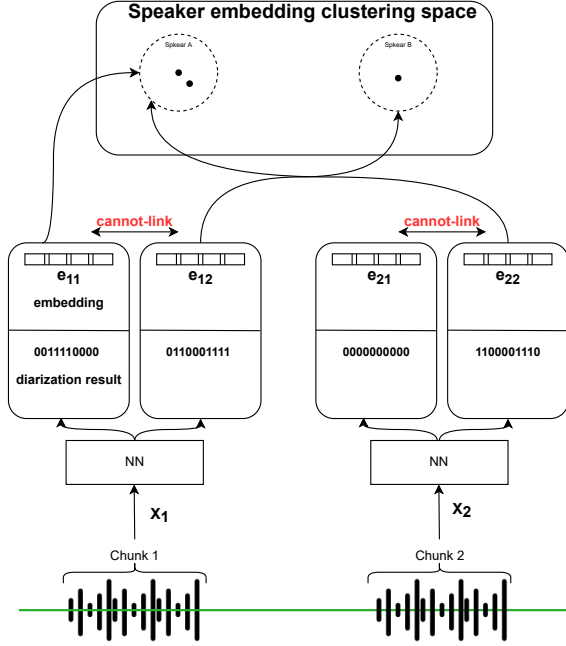 Speaker embedding clustering space
Spkear A
Spkear B
cannot-link
cannot-link
e11
e12
e21
e22
embedding
0011110000
0110001111
0000000000
1100001110
diarization result
NN
NN
X1
X2
Chunk 1
Chunk 2